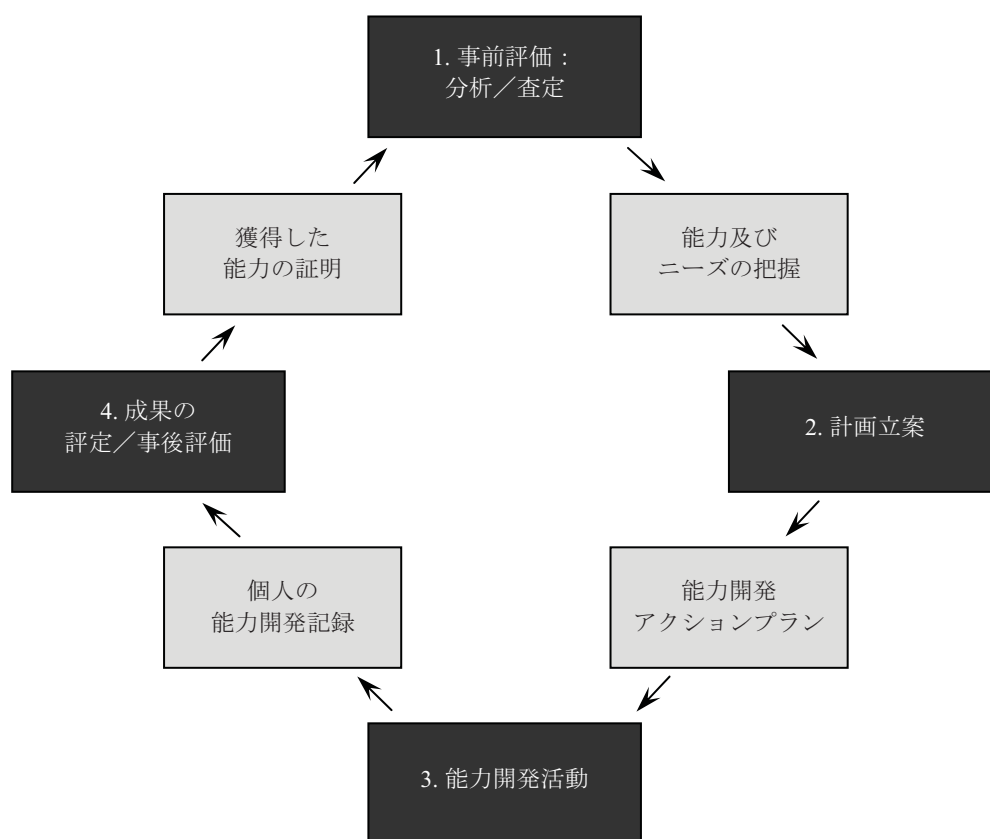 1. 事前評価：
分析／査定
能力及び
ニーズの把握
2. 計画立案
能力開発
アクションプラン
3. 能力開発活動
個人の
能力開発記録
4. 成果の
評定／事後評価
獲得した
能力の証明